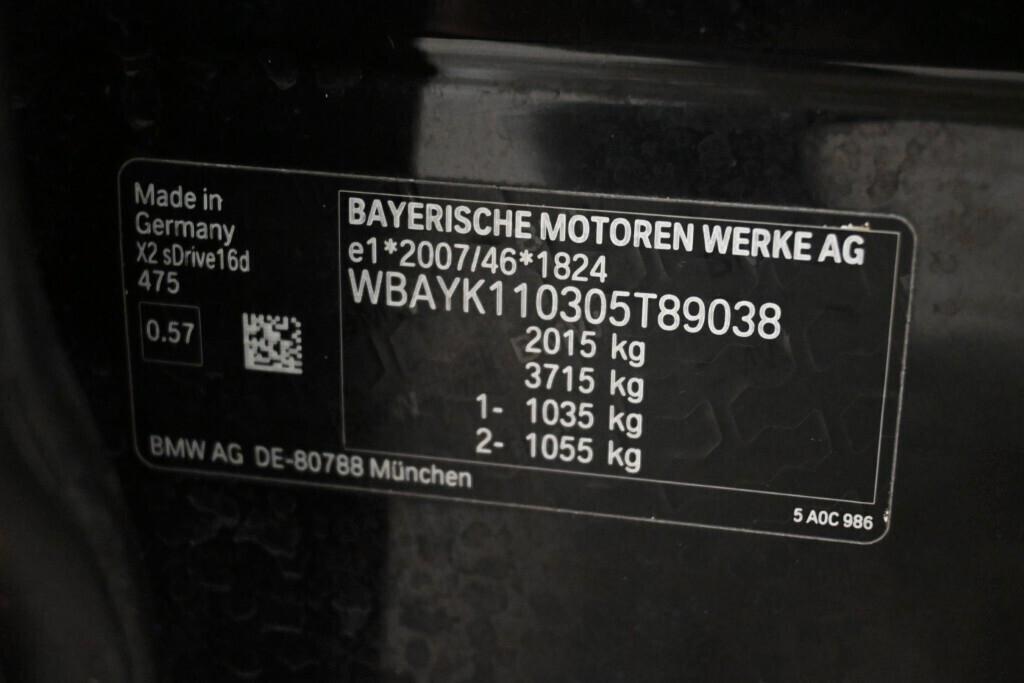 Made in
Germany
X2 sDrive16d
475
0.57
BAYERISCHE MOTOREN WERKE AG
e1*2007/46*1824
WBAYK110305T89038
2015 kg
3715 kg
1- 1035 kg
2- 1055 kg
BMW AG DE-80788 München
5 A0C 986